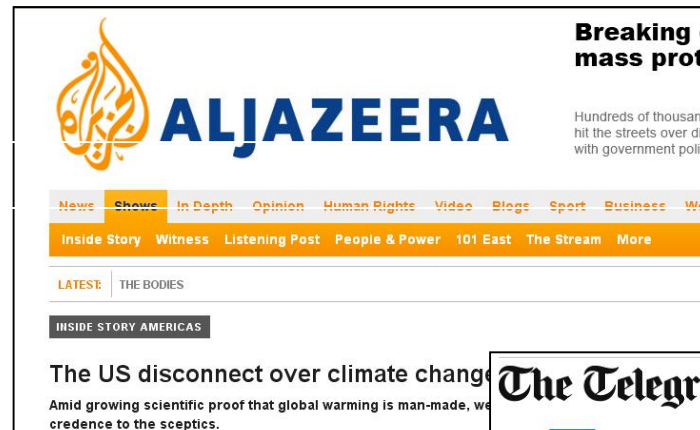 Breaking
mass prot
ALJAZEERA
Hundreds of thousan
hit the streets over di
with government poli
News Shows In Depth Opinion Human Rights Video Blogs Sport Business We
Inside Story Witness Listening Post People & Power 101 East The Stream More
LATEST: THE BODIES
INSIDE STORY AMERICAS
The US disconnect over climate change
The Telegr
Amid growing scientific proof that global warming is man-made, we
credence to the sceptics.